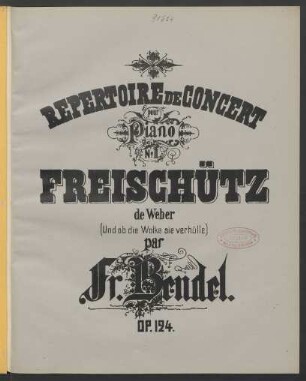 REPERTOIRE DE CONCERT
pour
Piano
No. 1.
FREISCHÜTZ
de Weber
(Und ob die Wolke sie verhülle)
par
Fr. Bendel.
OP. 124.